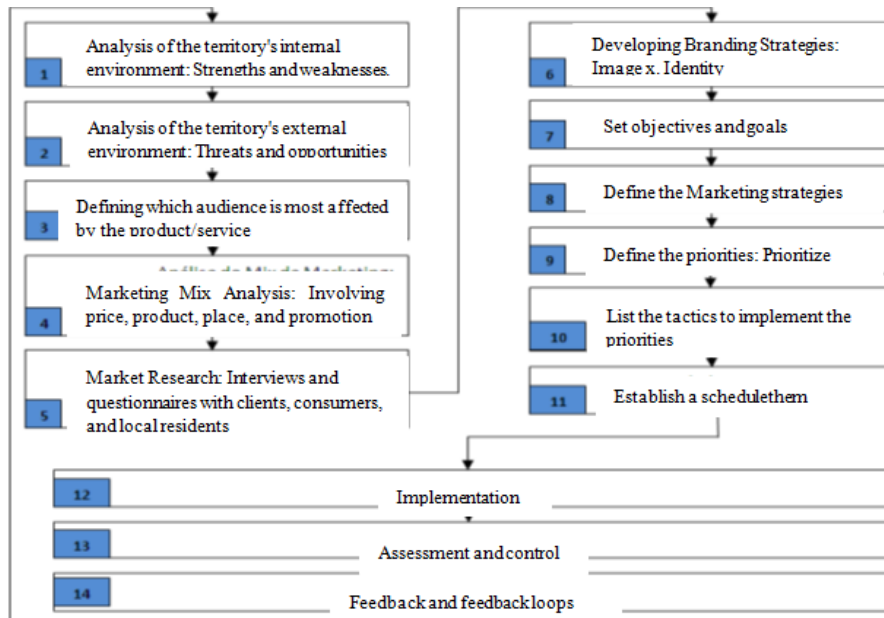 1
Analysis of the territory's internal
environment: Strengths and weaknesses.
2
Analysis of the territory's external
environment: Threats and opportunities
3
Defining which audience is most affected
by the product/service
Análise do Mix de Marketing:
4
Marketing Mix Analysis: Involving
price, product, place, and promotion
5
Market Research: Interviews and
questionnaires with clients, consumers,
and local residents
6
Developing Branding Strategies:
Image x. Identity
7
Set objectives and goals
8
Define the Marketing strategies
9
Define the priorities: Prioritize
10
List the tactics to implement the
priorities
11
Establish a schedulethem
12
Implementation
13
Assessment and control
14
Feedback and feedback loops